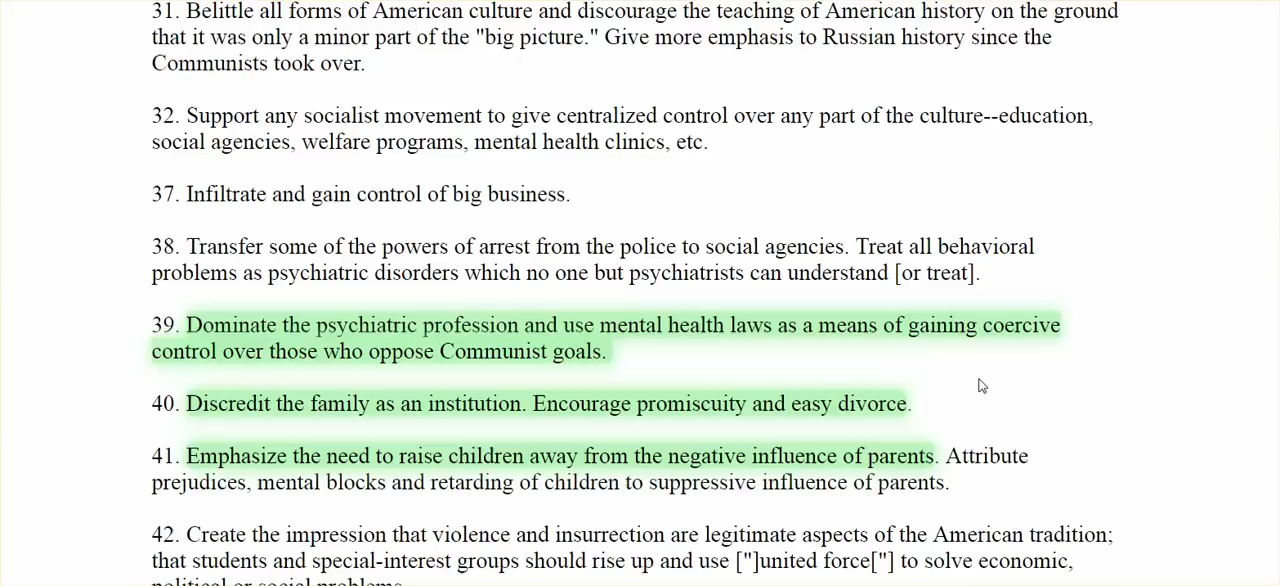 31. Belittle all forms of American culture and discourage the teaching of American history on the ground
that it was only a minor part of the "big picture." Give more emphasis to Russian history since the
Communists took over.
32. Support any socialist movement to give centralized control over any part of the culture--education,
social agencies, welfare programs, mental health clinics, etc.
37. Infiltrate and gain control of big business.
38. Transfer some of the powers of arrest from the police to social agencies. Treat all behavioral
problems as psychiatric disorders which no one but psychiatrists can understand [or treat].
39. Dominate the psychiatric profession and use mental health laws as a means of gaining coercive
control over those who oppose Communist goals.
40. Discredit the family as an institution. Encourage promiscuity and easy divorce.
41. Emphasize the need to raise children away from the negative influence of parents. Attribute
prejudices, mental blocks and retarding of children to suppressive influence of parents.
42. Create the impression that violence and insurrection are legitimate aspects of the American tradition;
that students and special-interest groups should rise up and use ["]united force["] to solve economic,
political or social problems.